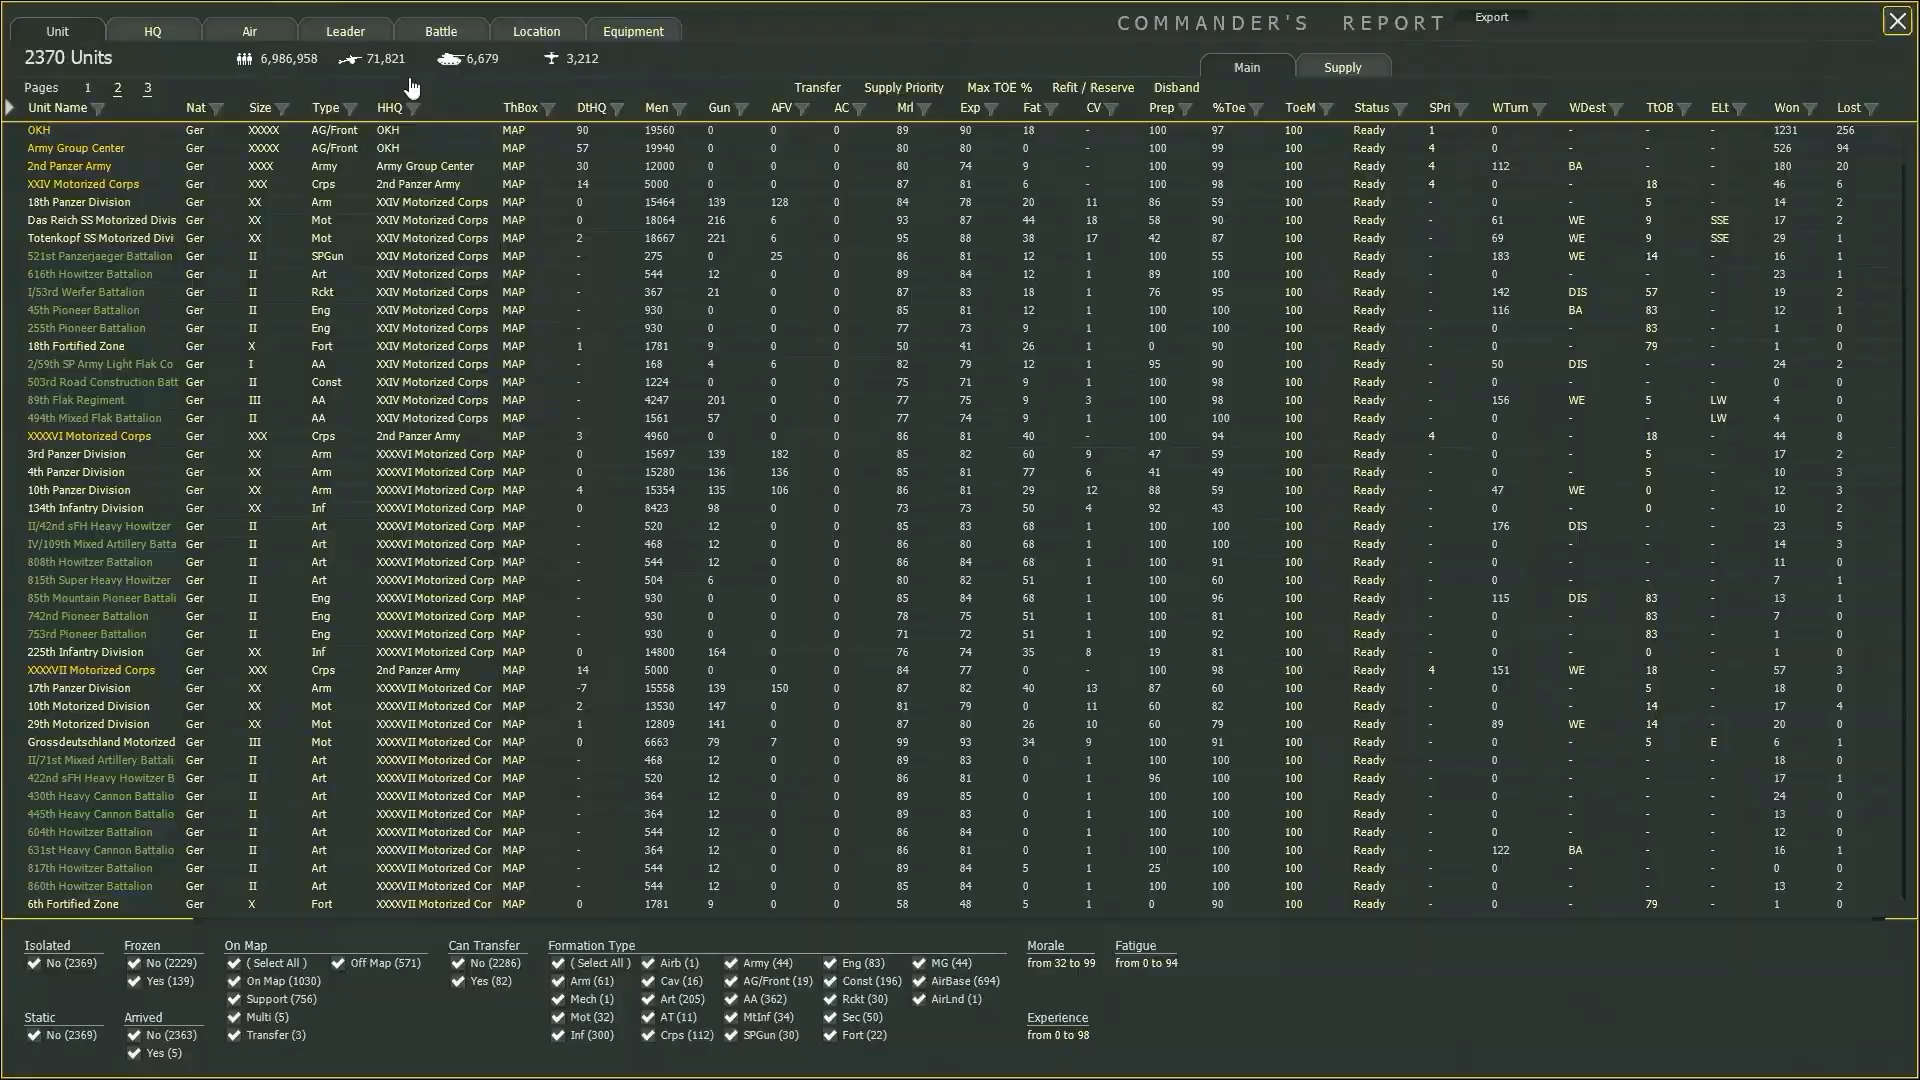 COMMANDER'S REPORT Export
Unit HQ Air Leader Battle Location Equipment
2370 Units 6,986,958 71,821 6,679 3,212 Main Supply
Pages 1 2 3 Transfer Supply Priority Max TOE % Refit / Reserve Disband
Unit Name Nat Size Type HHQ ThBox DtHQ Men Gun AFV AC Mrl Exp Fat CV Prep %Toe ToeM Status SPri WTurn WDest TtOB ELt Won Lost
OKH Ger XXXXX AG/Front OKH MAP 90 19560 0 0 0 89 90 18 - 100 97 100 Ready 1 0 - - - 1231 256
Army Group Center Ger XXXXX AG/Front OKH MAP 57 19940 0 0 0 80 80 0 - 100 99 100 Ready 4 0 - - - 526 94
2nd Panzer Army Ger XXXX Army Army Group Center MAP 30 12000 0 0 0 80 74 9 - 100 99 100 Ready 4 112 BA - - 180 20
XXIV Motorized Corps Ger XXX Crps 2nd Panzer Army MAP 14 5000 0 0 0 87 81 6 - 100 98 100 Ready 4 0 - 18 - 46 6
18th Panzer Division Ger XX Arm XXIV Motorized Corps MAP 0 15464 139 128 0 84 78 20 11 86 59 100 Ready - 0 - 5 - 14 2
Das Reich SS Motorized Divis Ger XX Mot XXIV Motorized Corps MAP 0 18064 216 6 0 93 87 44 18 58 90 100 Ready - 61 WE 9 SSE 17 2
Totenkopf SS Motorized Divi Ger XX Mot XXIV Motorized Corps MAP 2 18667 221 6 0 95 88 38 17 42 87 100 Ready - 69 WE 9 SSE 29 1
521st Panzerjaeger Battalion Ger II SPGun XXIV Motorized Corps MAP - 275 0 25 0 86 81 12 1 100 55 100 Ready - 183 WE 14 - 16 1
616th Howitzer Battalion Ger II Art XXIV Motorized Corps MAP - 544 12 0 0 89 84 12 1 89 100 100 Ready - 0 - - - 23 1
I/53rd Werfer Battalion Ger II Rckt XXIV Motorized Corps MAP - 367 21 0 0 87 83 18 1 76 95 100 Ready - 142 DIS 57 - 19 2
45th Pioneer Battalion Ger II Eng XXIV Motorized Corps MAP - 930 0 0 0 85 81 12 1 100 100 100 Ready - 116 BA 83 - 12 1
255th Pioneer Battalion Ger II Eng XXIV Motorized Corps MAP - 930 0 0 0 77 73 9 1 100 100 100 Ready - 0 - 83 - 1 0
18th Fortified Zone Ger X Fort XXIV Motorized Corps MAP 1 1781 9 0 0 50 41 26 1 0 90 100 Ready - 0 - 79 - 1 0
2/59th SP Army Light Flak Co Ger I AA XXIV Motorized Corps MAP - 168 4 6 0 82 79 12 1 95 90 100 Ready - 50 DIS - - 24 2
503rd Road Construction Batt Ger II Const XXIV Motorized Corps MAP - 1224 0 0 0 75 71 9 1 100 98 100 Ready - 0 - - - 0 0
89th Flak Regiment Ger III AA XXIV Motorized Corps MAP - 4247 201 0 0 77 75 9 3 100 98 100 Ready - 156 WE 5 LW 4 0
494th Mixed Flak Battalion Ger II AA XXIV Motorized Corps MAP - 1561 57 0 0 77 74 9 1 100 100 100 Ready - 0 - - LW 4 0
XXXXVI Motorized Corps Ger XXX Crps 2nd Panzer Army MAP 3 4960 0 0 0 86 81 40 - 100 94 100 Ready 4 0 - 18 - 44 8
3rd Panzer Division Ger XX Arm XXXXVI Motorized Corp MAP 0 15697 139 182 0 85 82 60 9 47 59 100 Ready - 0 - 5 - 17 2
4th Panzer Division Ger XX Arm XXXXVI Motorized Corp MAP 0 15280 136 136 0 85 81 77 6 41 49 100 Ready - 0 - 5 - 10 3
10th Panzer Division Ger XX Arm XXXXVI Motorized Corp MAP 4 15354 135 106 0 86 81 29 12 88 59 100 Ready - 47 WE 0 - 12 3
134th Infantry Division Ger XX Inf XXXXVI Motorized Corp MAP 0 8423 98 0 0 73 73 50 4 92 43 100 Ready - 0 - 0 - 10 2
II/42nd sFH Heavy Howitzer Ger II Art XXXXVI Motorized Corp MAP - 520 12 0 0 85 83 68 1 100 100 100 Ready - 176 DIS - - 23 5
IV/109th Mixed Artillery Batta Ger II Art XXXXVI Motorized Corp MAP - 468 12 0 0 86 80 68 1 100 100 100 Ready - 0 - - - 14 3
808th Howitzer Battalion Ger II Art XXXXVI Motorized Corp MAP - 544 12 0 0 86 84 68 1 100 91 100 Ready - 0 - - - 11 0
815th Super Heavy Howitzer Ger II Art XXXXVI Motorized Corp MAP - 504 6 0 0 80 82 51 1 100 60 100 Ready - 0 - - - 7 1
85th Mountain Pioneer Battali Ger II Eng XXXXVI Motorized Corp MAP - 930 0 0 0 85 84 68 1 100 96 100 Ready - 115 DIS 83 - 13 1
742nd Pioneer Battalion Ger II Eng XXXXVI Motorized Corp MAP - 930 0 0 0 78 75 51 1 100 81 100 Ready - 0 - 83 - 7 0
753rd Pioneer Battalion Ger II Eng XXXXVI Motorized Corp MAP - 930 0 0 0 71 72 51 1 100 92 100 Ready - 0 - 83 - 1 0
225th Infantry Division Ger XX Inf XXXXVI Motorized Corp MAP 0 14800 164 0 0 76 74 35 8 19 81 100 Ready - 0 - 0 - 1 0
XXXXVII Motorized Corps Ger XXX Crps 2nd Panzer Army MAP 14 5000 0 0 0 84 77 0 - 100 98 100 Ready 4 151 WE 18 - 57 3
17th Panzer Division Ger XX Arm XXXXVII Motorized Cor MAP -7 15558 139 150 0 87 82 40 13 87 60 100 Ready - 0 - 5 - 18 0
10th Motorized Division Ger XX Mot XXXXVII Motorized Cor MAP 2 13530 147 0 0 81 79 0 11 60 82 100 Ready - 0 - 14 - 17 4
29th Motorized Division Ger XX Mot XXXXVII Motorized Cor MAP 1 12809 141 0 0 87 80 26 10 60 79 100 Ready - 89 WE 14 - 20 0
Grossdeutschland Motorized Ger III Mot XXXXVII Motorized Cor MAP 0 6663 79 7 0 99 93 34 9 100 91 100 Ready - 0 - 5 E 6 1
II/71st Mixed Artillery Battali Ger II Art XXXXVII Motorized Cor MAP - 468 12 0 0 89 83 0 1 100 100 100 Ready - 0 - - - 18 0
422nd sFH Heavy Howitzer B Ger II Art XXXXVII Motorized Cor MAP - 520 12 0 0 86 81 0 1 96 100 100 Ready - 0 - - - 17 1
430th Heavy Cannon Battalio Ger II Art XXXXVII Motorized Cor MAP - 364 12 0 0 89 85 0 1 100 100 100 Ready - 0 - - - 24 0
445th Heavy Cannon Battalio Ger II Art XXXXVII Motorized Cor MAP - 364 12 0 0 89 83 0 1 100 100 100 Ready - 0 - - - 13 0
604th Howitzer Battalion Ger II Art XXXXVII Motorized Cor MAP - 544 12 0 0 86 84 0 1 100 100 100 Ready - 0 - - - 12 0
631st Heavy Cannon Battalio Ger II Art XXXXVII Motorized Cor MAP - 364 12 0 0 86 81 0 1 100 100 100 Ready - 122 BA - - 16 1
817th Howitzer Battalion Ger II Art XXXXVII Motorized Cor MAP - 544 12 0 0 89 84 5 1 25 100 100 Ready - 0 - - - 0 0
860th Howitzer Battalion Ger II Art XXXXVII Motorized Cor MAP - 544 12 0 0 85 84 0 1 100 100 100 Ready - 0 - - - 13 2
6th Fortified Zone Ger X Fort XXXXVII Motorized Cor MAP 0 1781 9 0 0 58 48 5 1 0 90 100 Ready - 0 - 79 - 1 0
Isolated Frozen On Map Can Transfer Formation Type Morale Fatigue
No (2369) No (2229) ( Select All ) Off Map (571) No (2286) ( Select All ) Airb (1) Army (44) Eng (83) MG (44) from 32 to 99 from 0 to 94
Yes (139) On Map (1030) Yes (82) Arm (61) Cav (16) AG/Front (19) Const (196) AirBase (694)
Support (756) Mech (1) Art (205) AA (362) Rckt (30) AirLnd (1)
Static Arrived Multi (5) Mot (32) AT (11) MtInf (34) Sec (50) Experience
No (2369) No (2363) Transfer (3) Inf (300) Crps (112) SPGun (30) Fort (22) from 0 to 98
Yes (5)